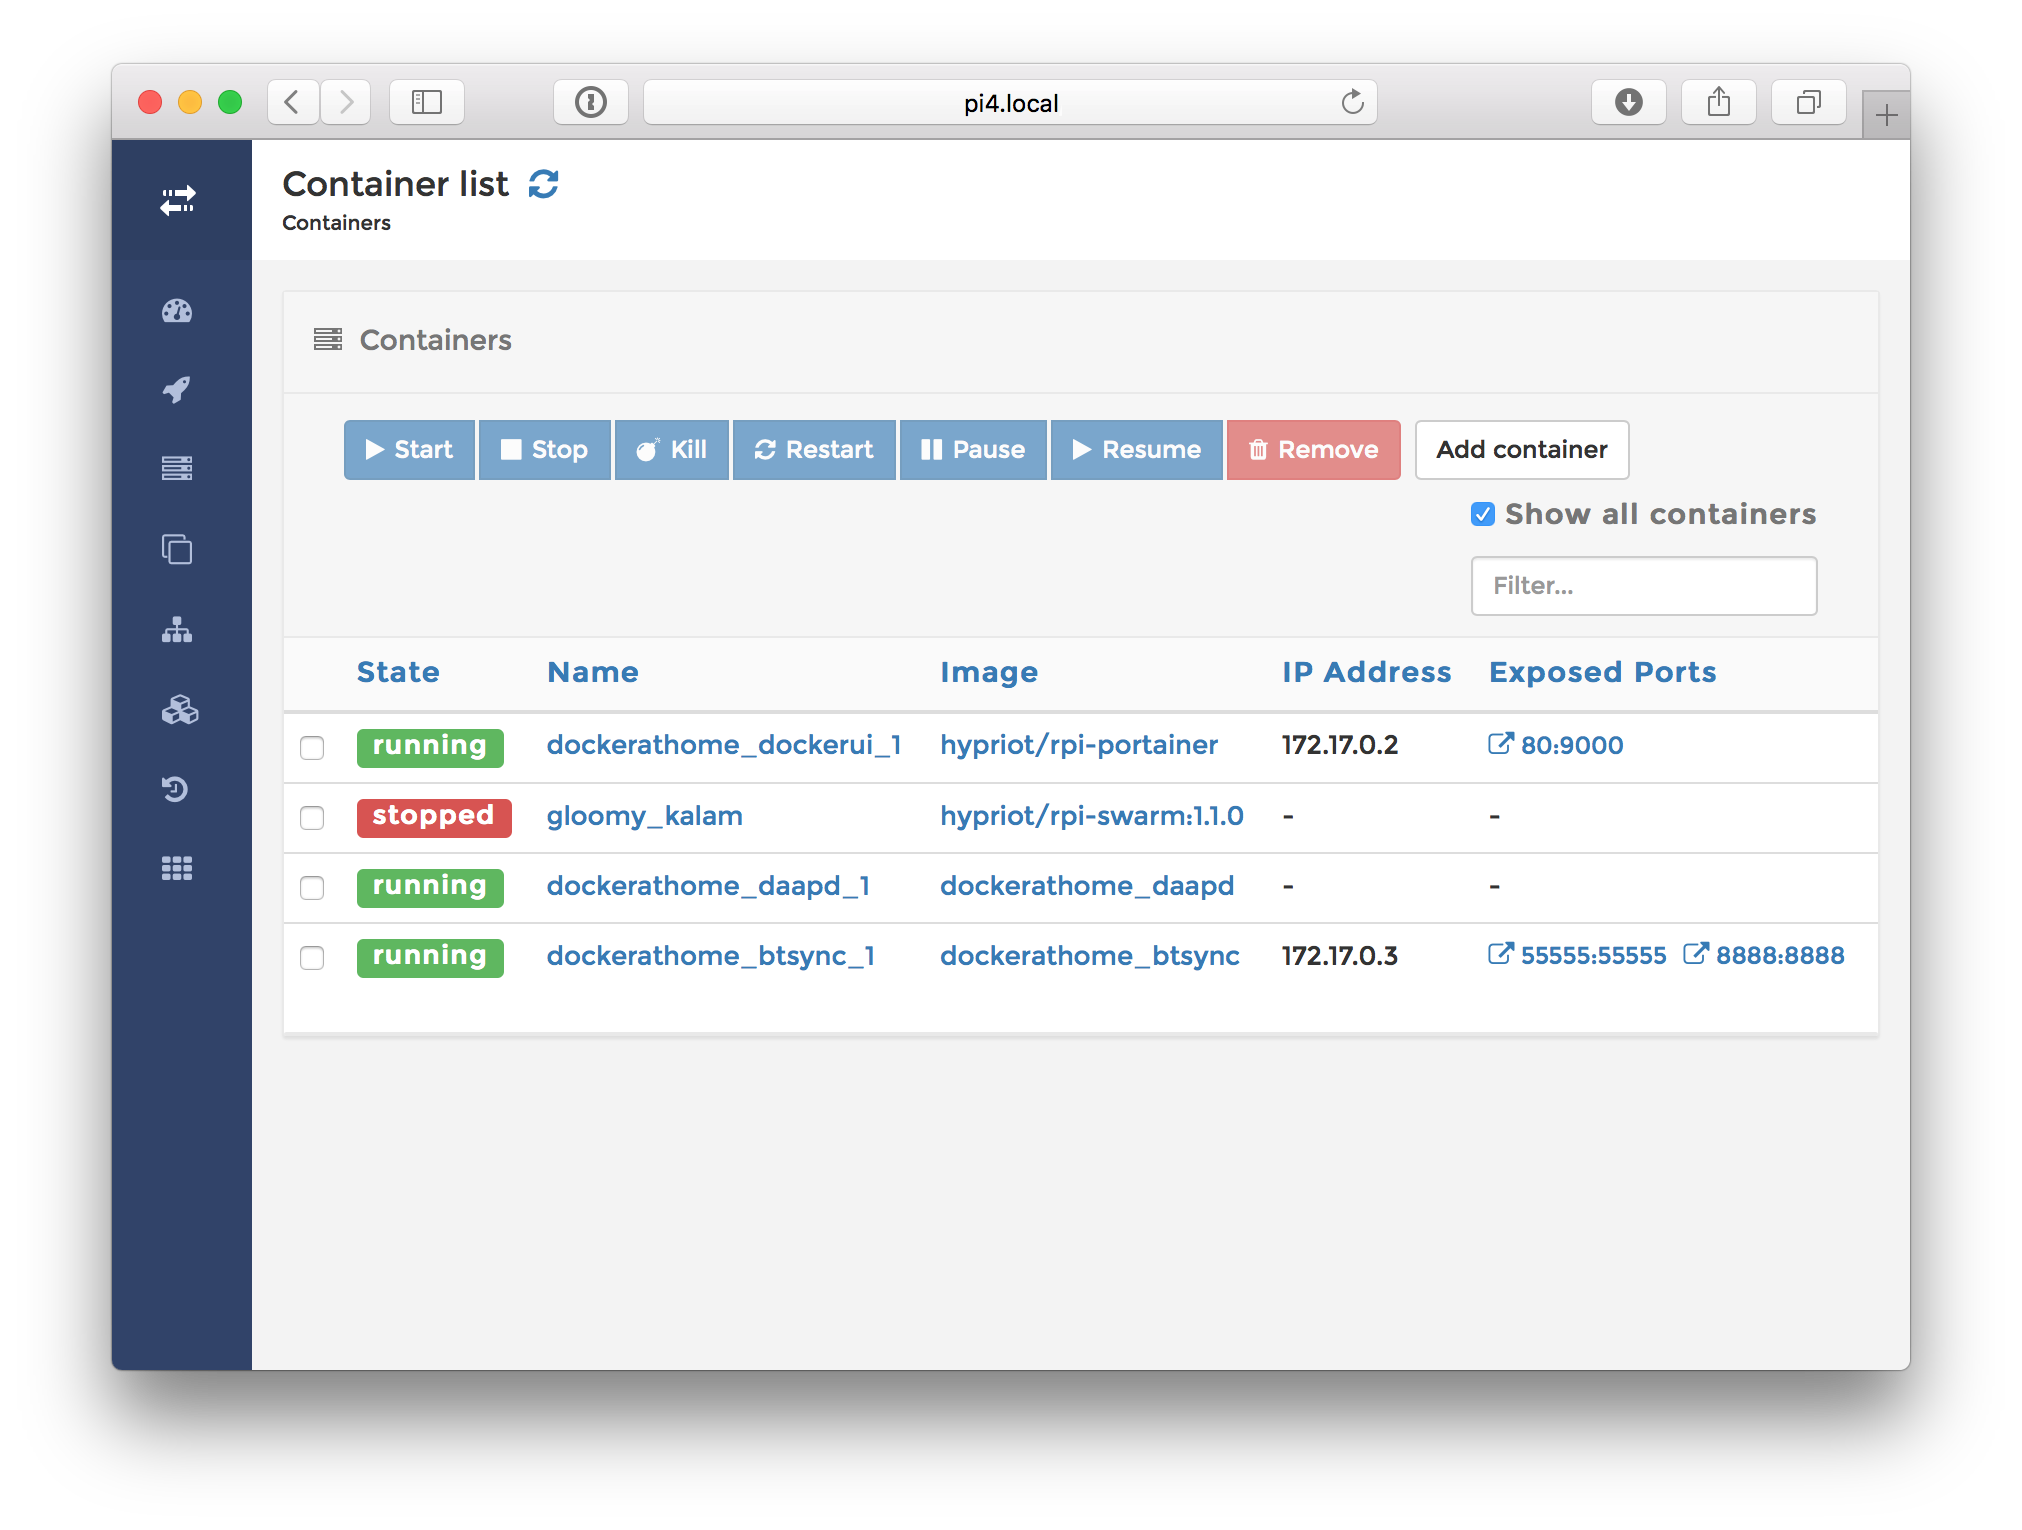 pi4.local
Container list
Containers
Containers
Start Stop Kill Restart Pause Resume Remove Add container
Show all containers
Filter...
State Name Image IP Address Exposed Ports
running dockerathome_dockerui_1 hypriot/rpi-portainer 172.17.0.2 80:9000
stopped gloomy_kalam hypriot/rpi-swarm:1.1.0 - -
running dockerathome_daapd_1 dockerathome_daapd - -
running dockerathome_btsync_1 dockerathome_btsync 172.17.0.3 55555:55555 8888:8888